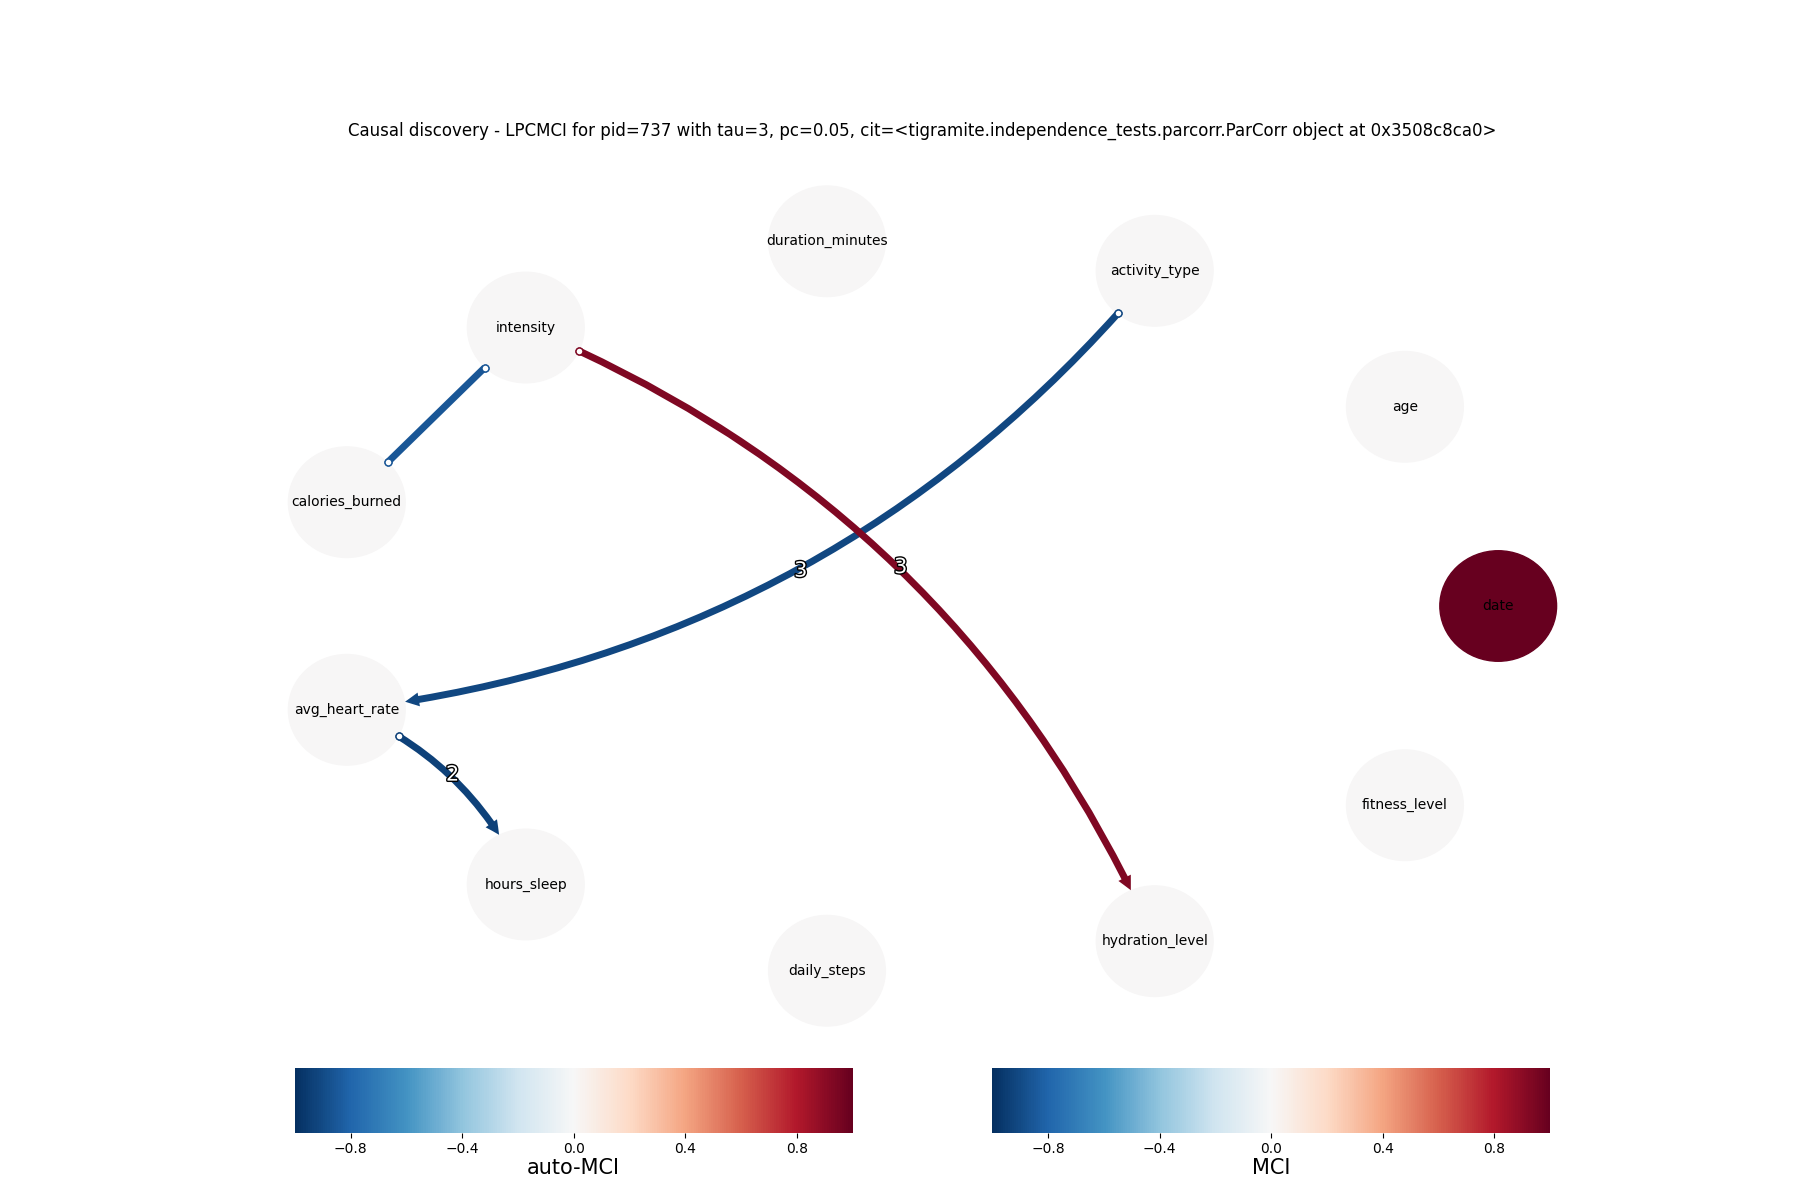 Causal discovery - LPCMCI for pid=737 with tau=3, pc=0.05, cit=<tigramite.independence_tests.parcorr.ParCorr object at 0x3508c8ca0>
duration_minutes
activity_type
intensity
age
calories_burned
3
3
date
avg_heart_rate
2
fitness_level
hours_sleep
hydration_level
daily_steps
−0.8 −0.4 0.0 0.4 0.8
auto-MCI
−0.8 −0.4 0.0 0.4 0.8
MCI